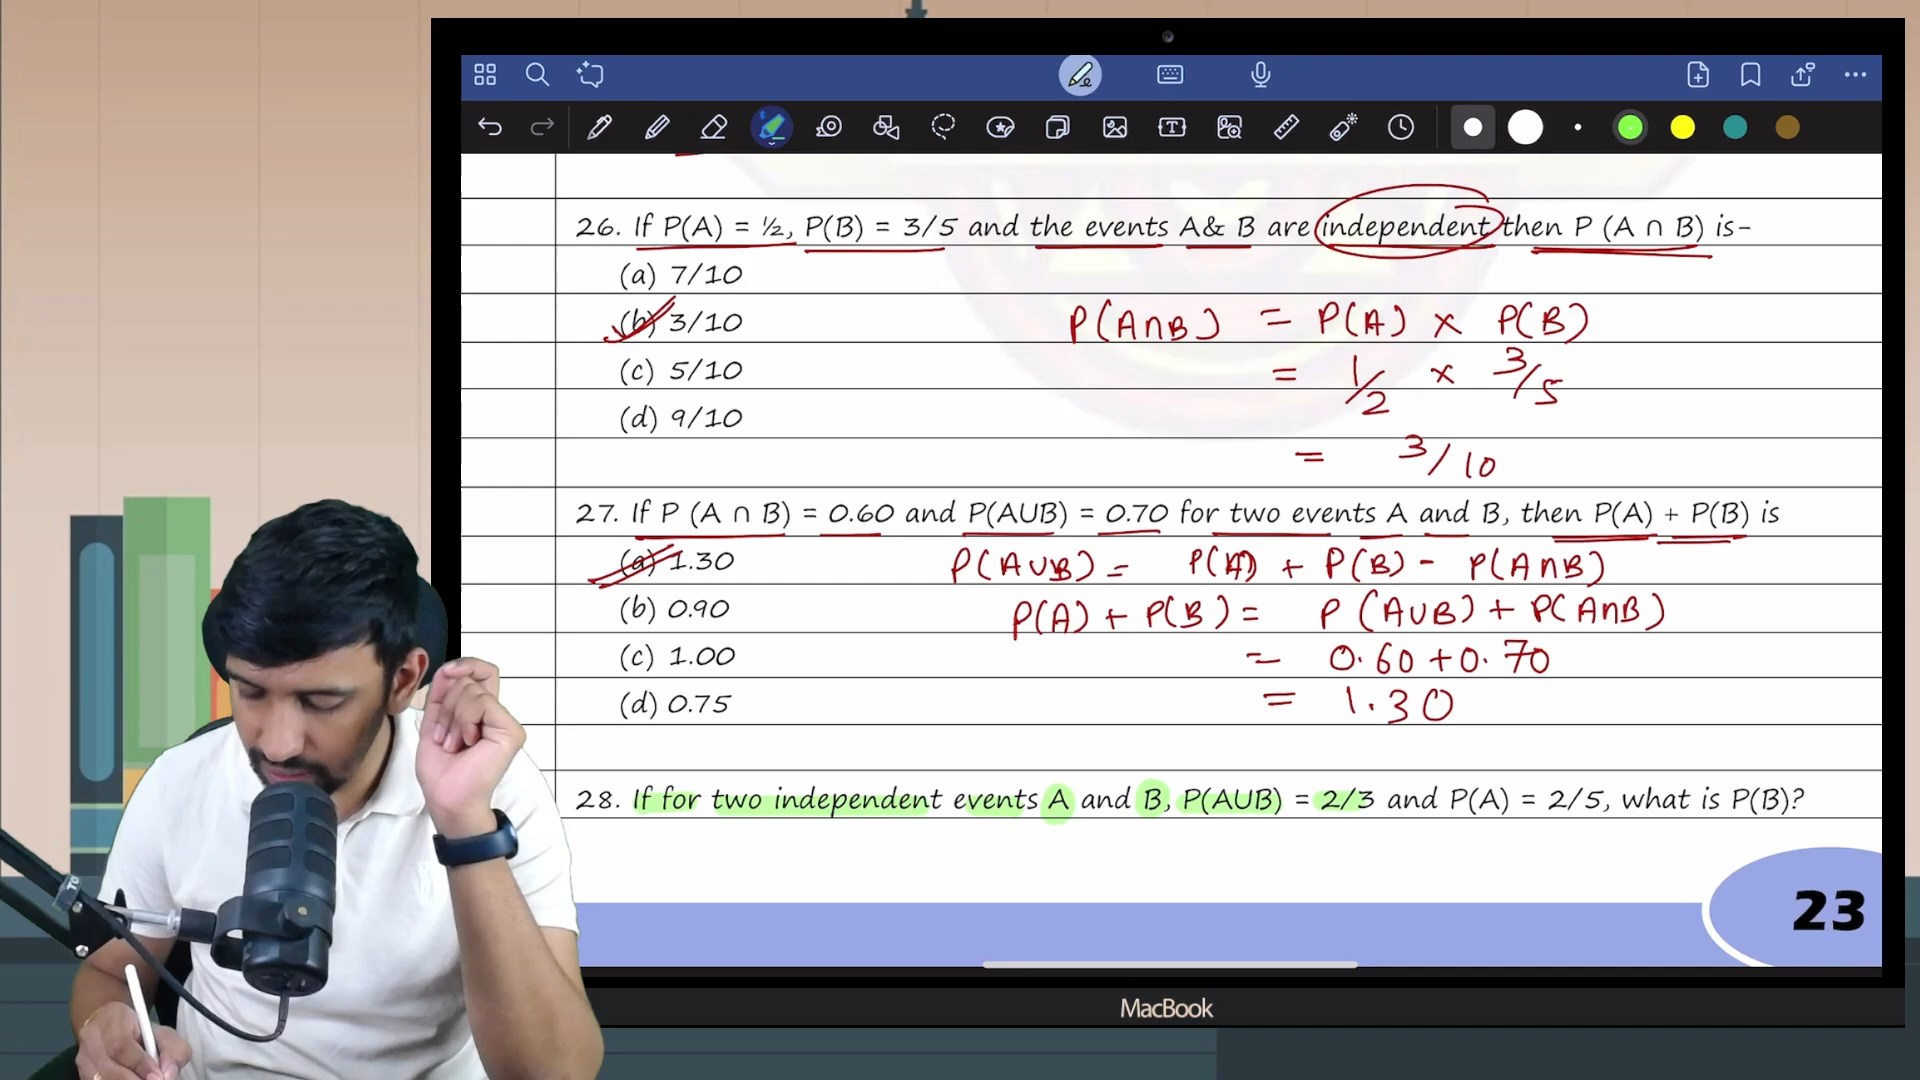 26. If P(A) = ½, P(B) = 3/5 and the events A& B are independent then P (A ∩ B) is-
(a) 7/10
(b) 3/10
P(A∩B) = P(A) × P(B)
(c) 5/10
= 1/2 × 3/5
(d) 9/10
= 3/10
27. If P (A ∩ B) = 0.60 and P(AUB) = 0.70 for two events A and B, then P(A) + P(B) is
(a) 1.30
P(A∪B) = P(A) + P(B) - P(A∩B)
(b) 0.90
P(A) + P(B) = P (A∪B) + P(A∩B)
(c) 1.00
= 0.60+0.70
(d) 0.75
= 1.30
28. If for two independent events A and B, P(AUB) = 2/3 and P(A) = 2/5, what is P(B)?
23
MacBook